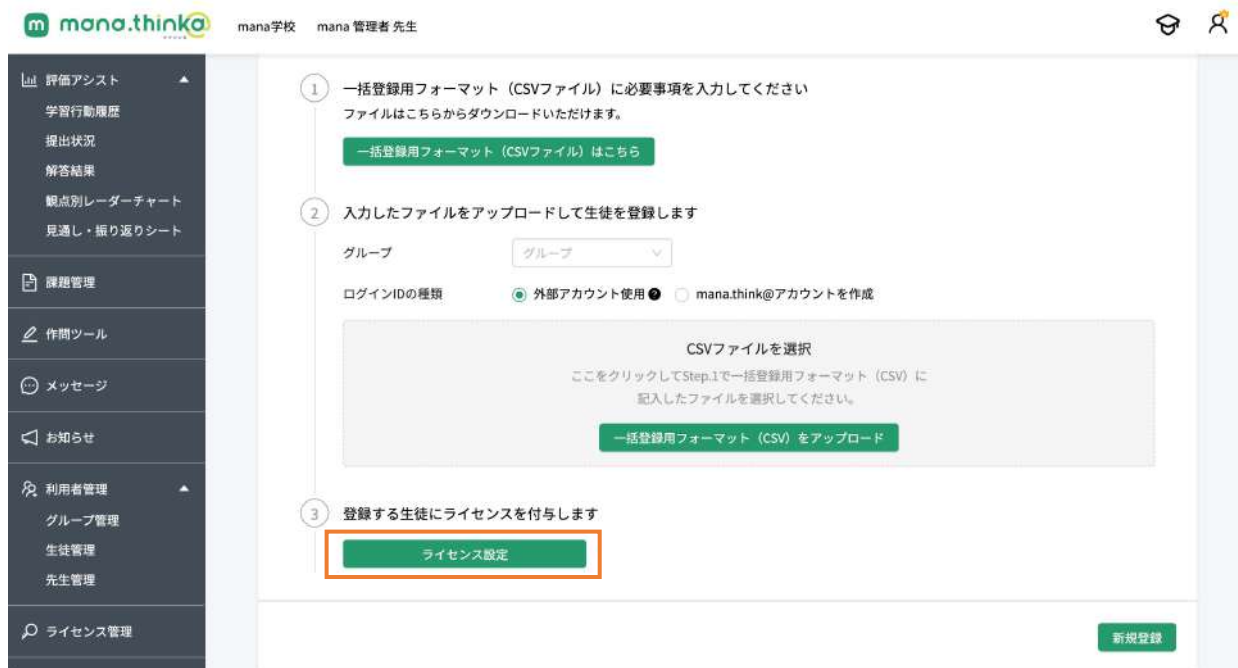 m mana.think@
mana学校 mana 管理者 先生
評価アシスト
学習行動履歴
提出状況
解答結果
観点別レーダーチャート
見通し・振り返りシート
課題管理
作問ツール
メッセージ
お知らせ
利用者管理
グループ管理
生徒管理
先生管理
ライセンス管理
1 一括登録用フォーマット（CSVファイル）に必要事項を入力してください
ファイルはこちらからダウンロードいただけます。
一括登録用フォーマット（CSVファイル）はこちら
2 入力したファイルをアップロードして生徒を登録します
グループ グループ
ログインIDの種類 外部アカウント使用 ? mana.think@アカウントを作成
CSVファイルを選択
ここをクリックしてStep.1で一括登録用フォーマット（CSV）に
記入したファイルを選択してください。
一括登録用フォーマット（CSV）をアップロード
3 登録する生徒にライセンスを付与します
ライセンス設定
新規登録